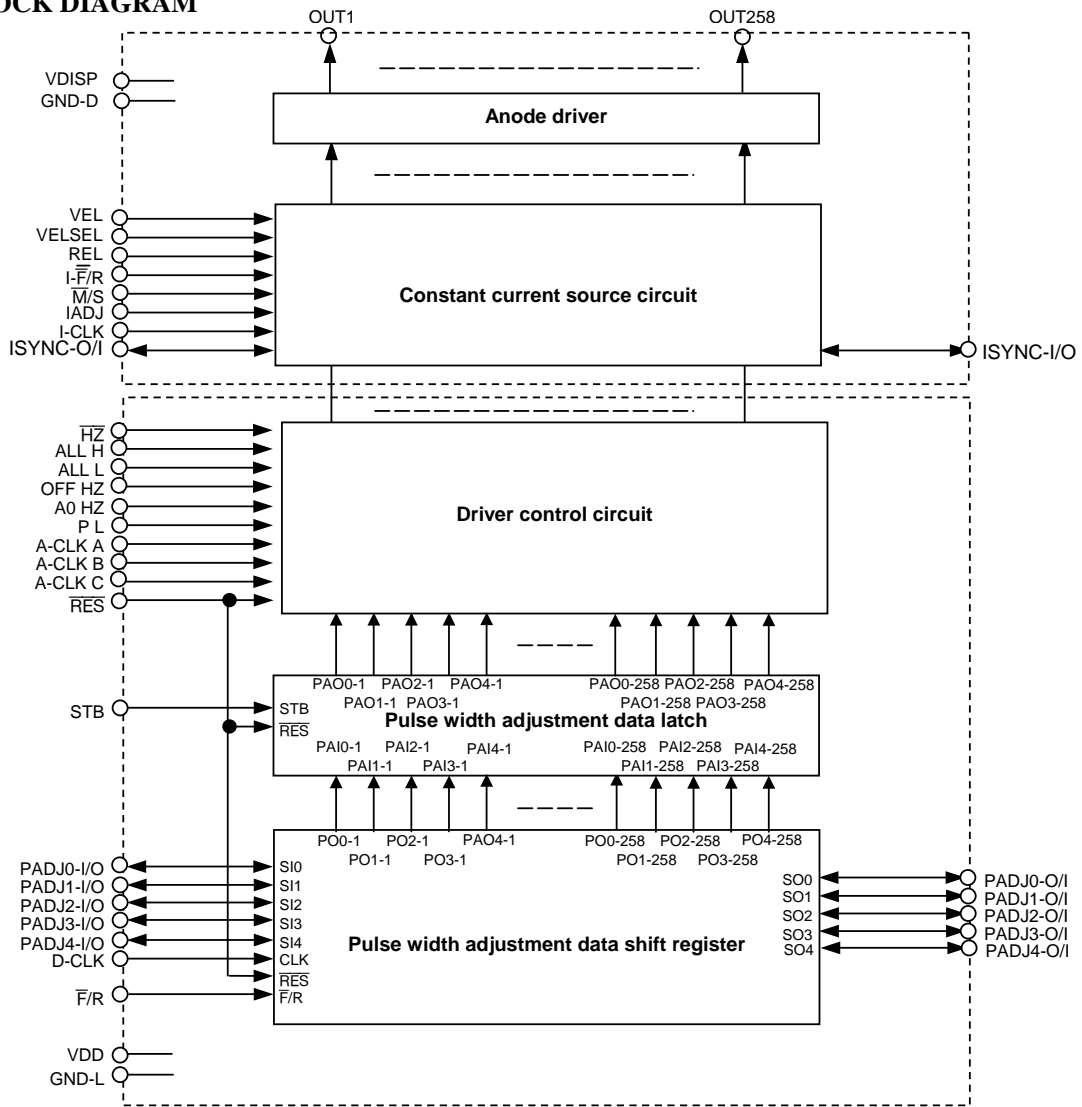 OCK DIAGRAM
OUT1
OUT258
VDISP
GND-D
Anode driver
VEL
VELSEL
REL
I-F̅/R
M̅/S
IADJ
I-CLK
ISYNC-O/I
Constant current source circuit
ISYNC-I/O
H̅Z̅
ALL H
ALL L
OFF HZ
A0 HZ
P L
A-CLK A
A-CLK B
A-CLK C
R̅E̅S̅
Driver control circuit
PAO0-1 PAO2-1 PAO4-1 PAO0-258 PAO2-258 PAO4-258
PAO1-1 PAO3-1 PAO1-258 PAO3-258
STB
STB
Pulse width adjustment data latch
R̅E̅S̅
PAI0-1 PAI2-1 PAI4-1 PAI0-258 PAI2-258 PAI4-258
PAI1-1 PAI3-1 PAI1-258 PAI3-258
PO0-1 PO2-1 PAO4-1 PO0-258 PO2-258 PO4-258
PO1-1 PO3-1 PO1-258 PO3-258
PADJ0-I/O SI0
PADJ1-I/O SI1
PADJ2-I/O SI2
PADJ3-I/O SI3
PADJ4-I/O SI4
D-CLK CLK
R̅E̅S̅
F̅/R F̅/R
Pulse width adjustment data shift register
SO0 PADJ0-O/I
SO1 PADJ1-O/I
SO2 PADJ2-O/I
SO3 PADJ3-O/I
SO4 PADJ4-O/I
VDD
GND-L